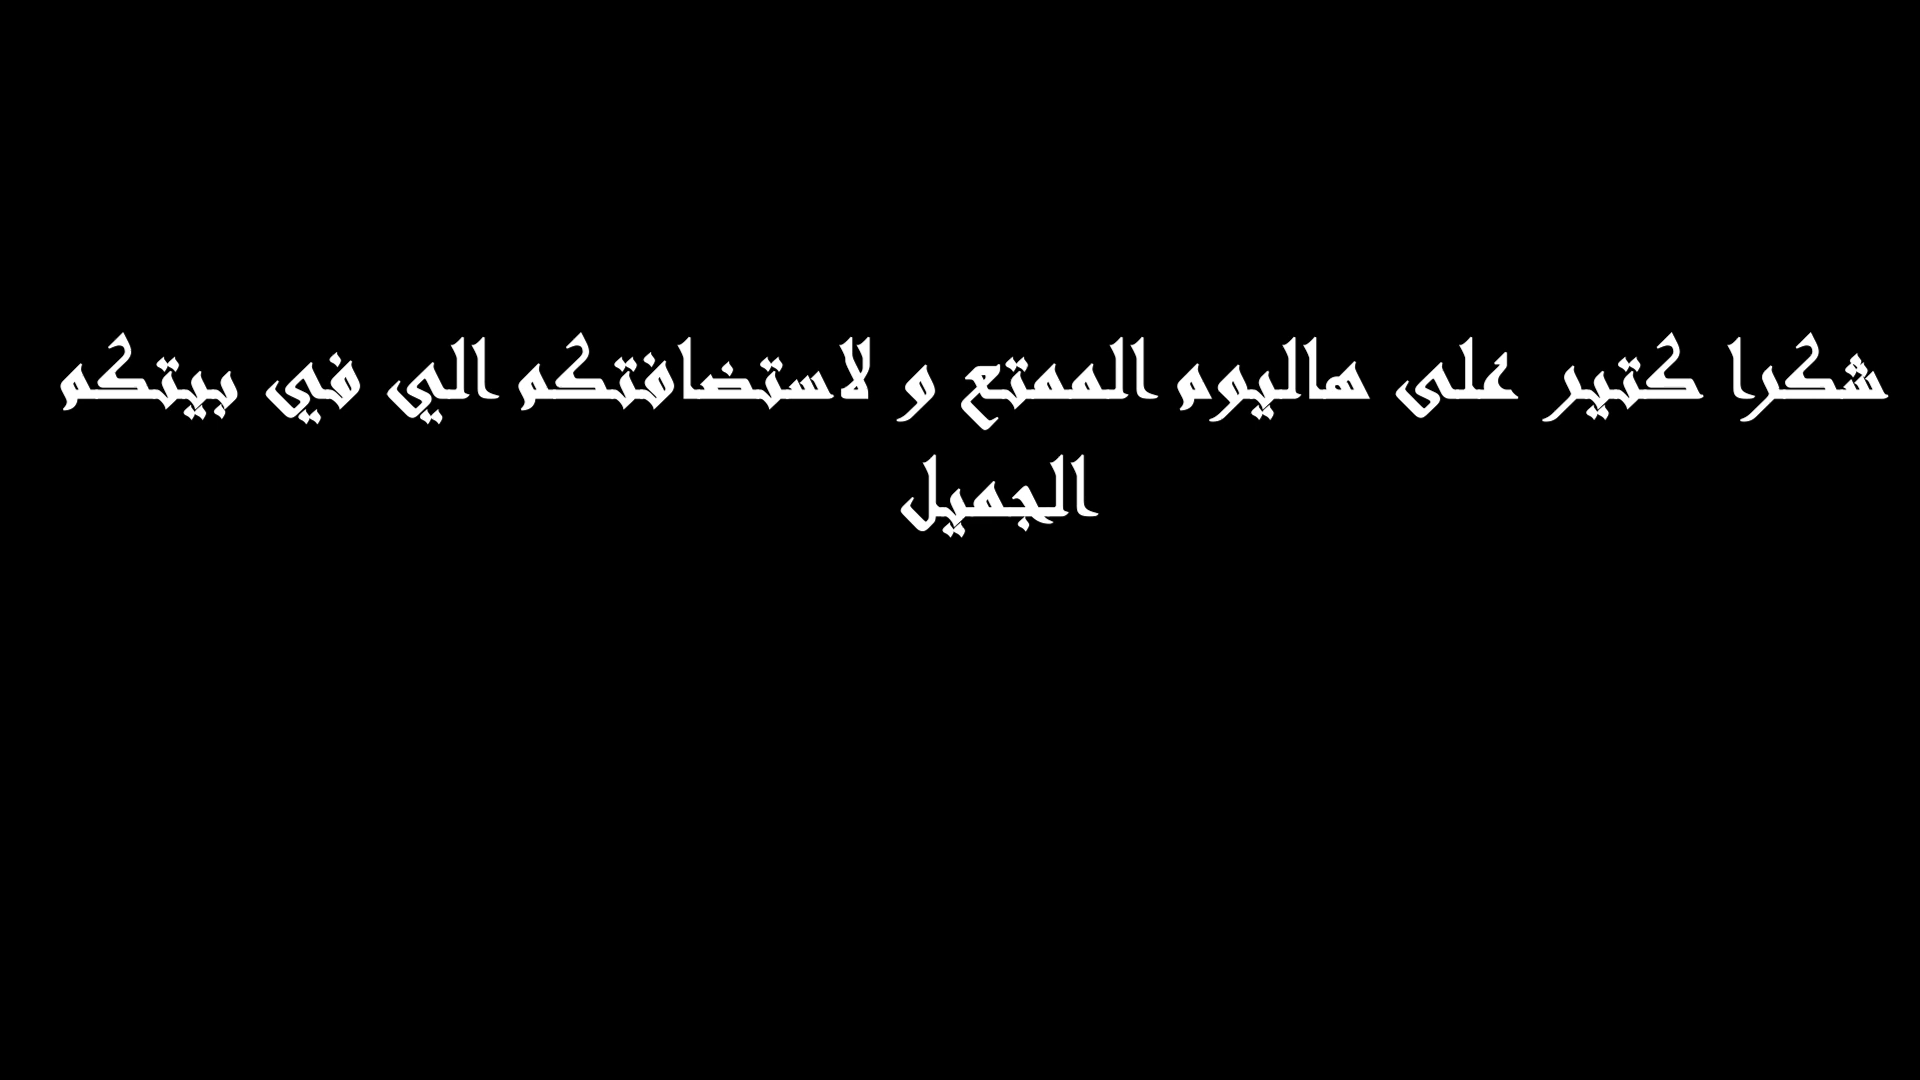 شكرا كتير على هاليوم الممتع و لاستضافتكم الي في بيتكم
الجميل